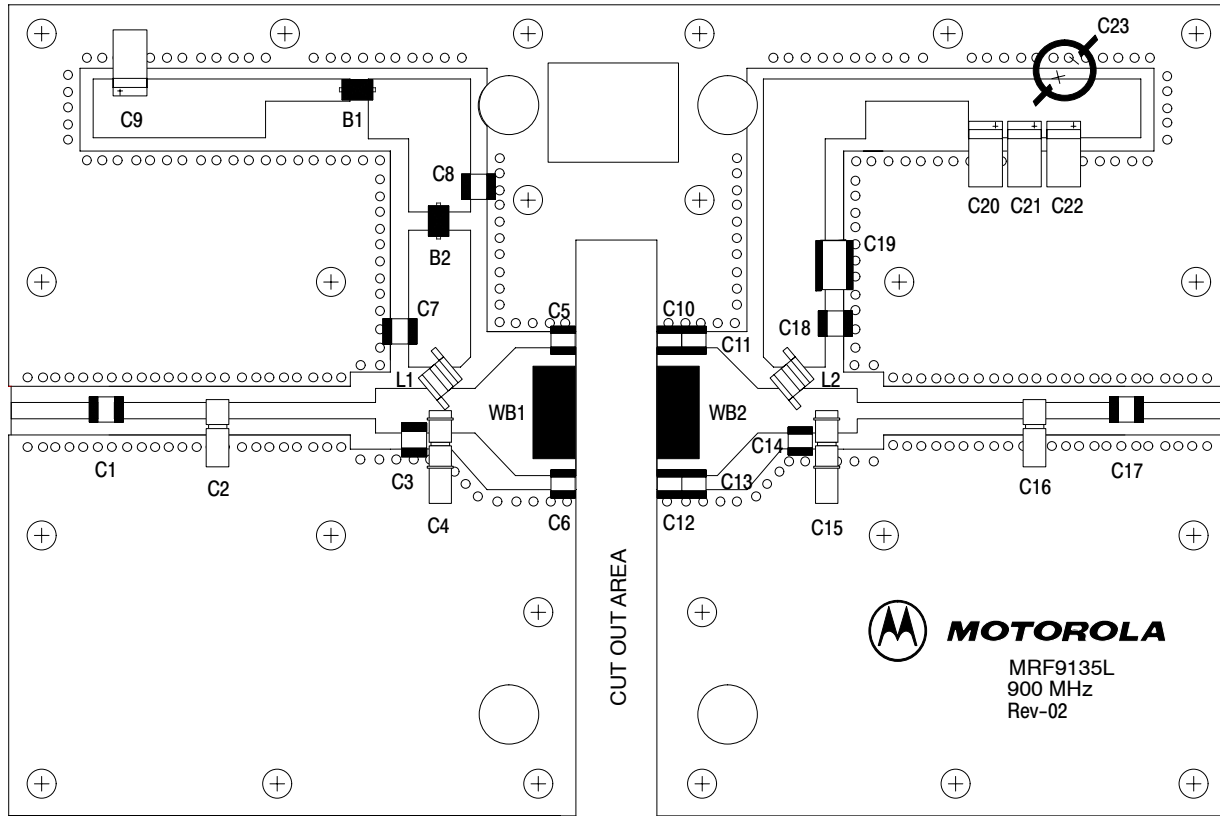 C23
C9
B1
C8
C20
C21
C22
B2
C19
C7
C5
C10
C18
C11
L1
L2
WB1
WB2
C1
C2
C3
C14
C13
C16
C17
C4
C6
C12
C15
CUT OUT AREA
MOTOROLA
MRF9135L
900 MHz
Rev-02